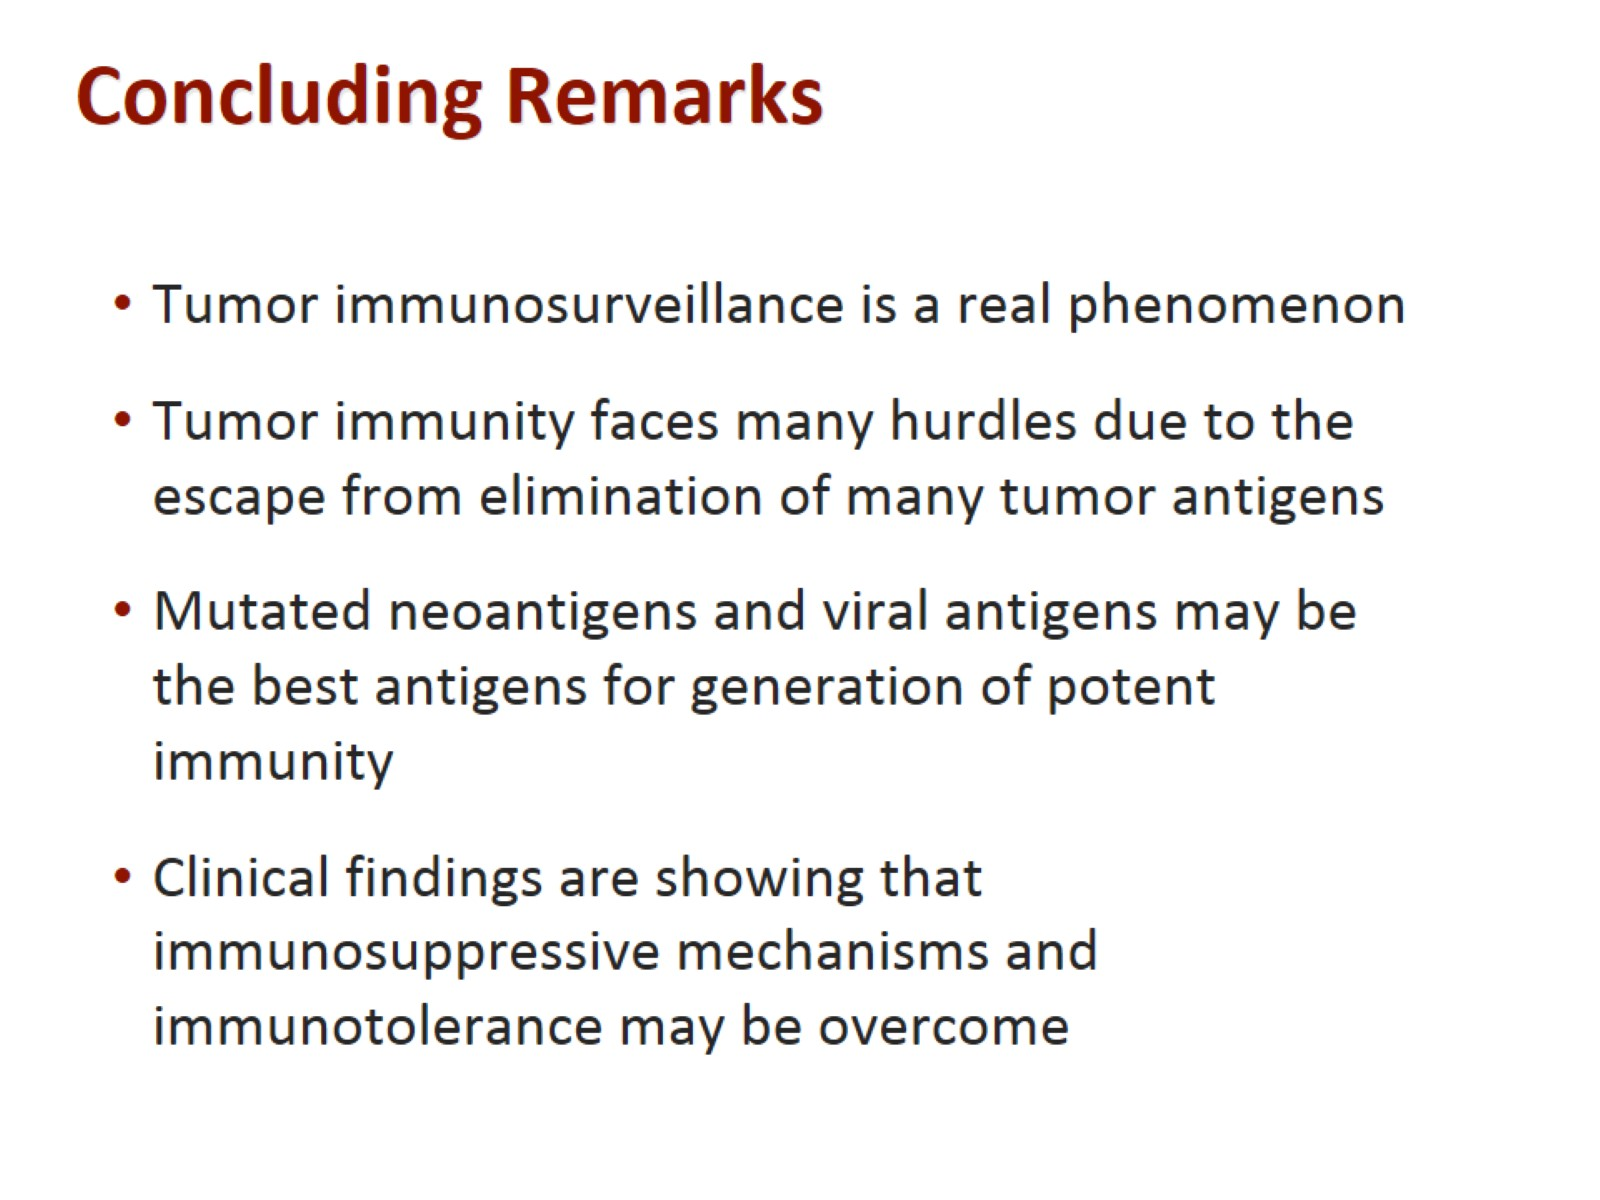 Concluding Remarks
• Tumor immunosurveillance is a real phenomenon
• Tumor immunity faces many hurdles due to the
escape from elimination of many tumor antigens
• Mutated neoantigens and viral antigens may be
the best antigens for generation of potent
immunity
• Clinical findings are showing that
immunosuppressive mechanisms and
immunotolerance may be overcome